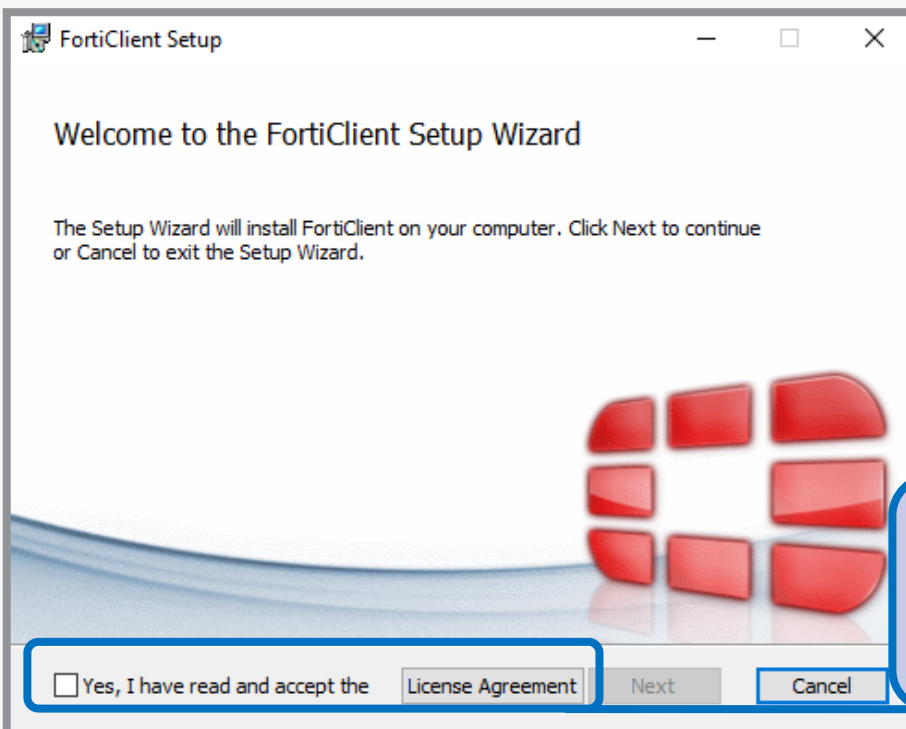 FortiClient Setup
Welcome to the FortiClient Setup Wizard
The Setup Wizard will install FortiClient on your computer. Click Next to continue
or Cancel to exit the Setup Wizard.
Yes, I have read and accept the License Agreement Next Cancel